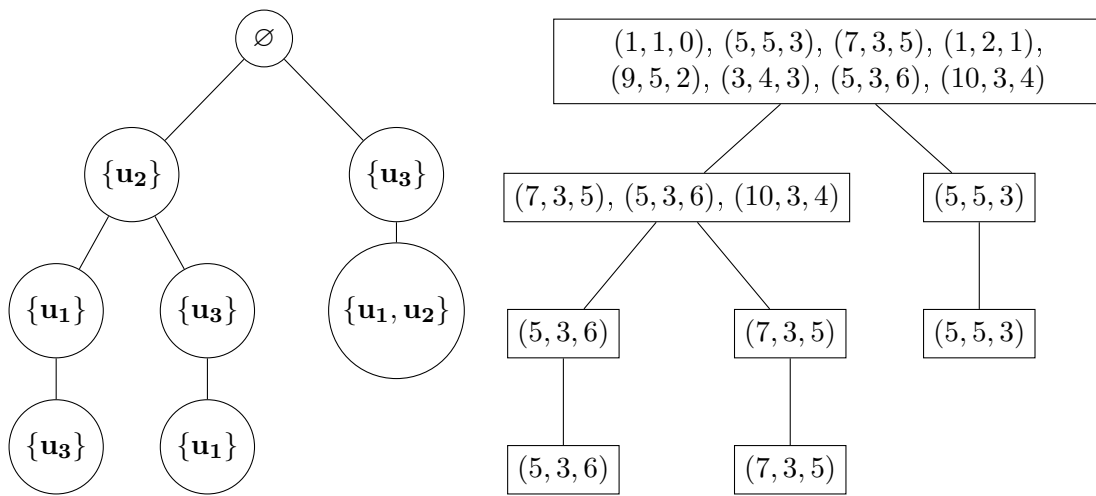 ∅
{u₂}
{u₃}
{u₁}
{u₃}
{u₁, u₂}
{u₃}
{u₁}
(1, 1, 0), (5, 5, 3), (7, 3, 5), (1, 2, 1),
(9, 5, 2), (3, 4, 3), (5, 3, 6), (10, 3, 4)
(7, 3, 5), (5, 3, 6), (10, 3, 4)
(5, 5, 3)
(5, 3, 6)
(7, 3, 5)
(5, 5, 3)
(5, 3, 6)
(7, 3, 5)